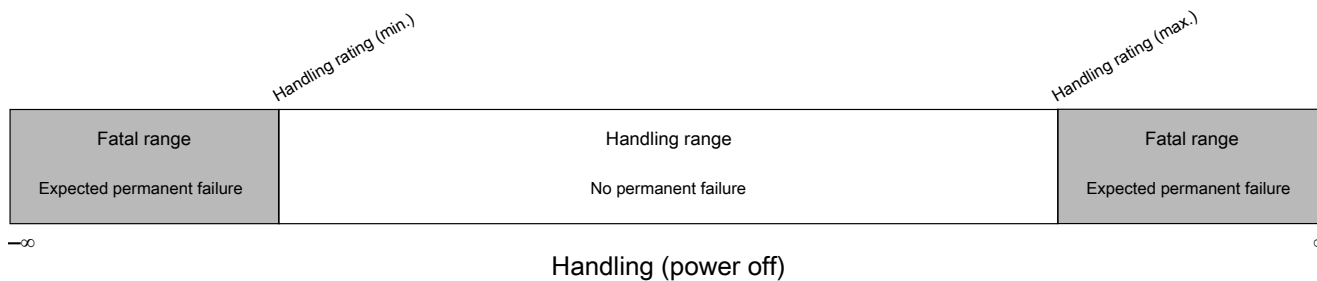 Handling rating (min.)
Handling rating (max.)
Fatal range
Handling range
Fatal range
Expected permanent failure
No permanent failure
Expected permanent failure
–∞
Handling (power off)